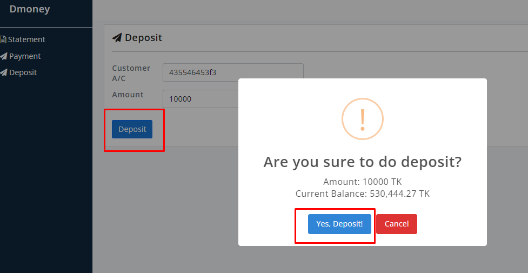 Dmoney
Statement
Payment
Deposit
Deposit
Customer A/C
435546453f3
Amount
10000
Deposit
!
Are you sure to do deposit?
Amount: 10000 TK
Current Balance: 530,444.27 TK
Yes, Deposit!
Cancel